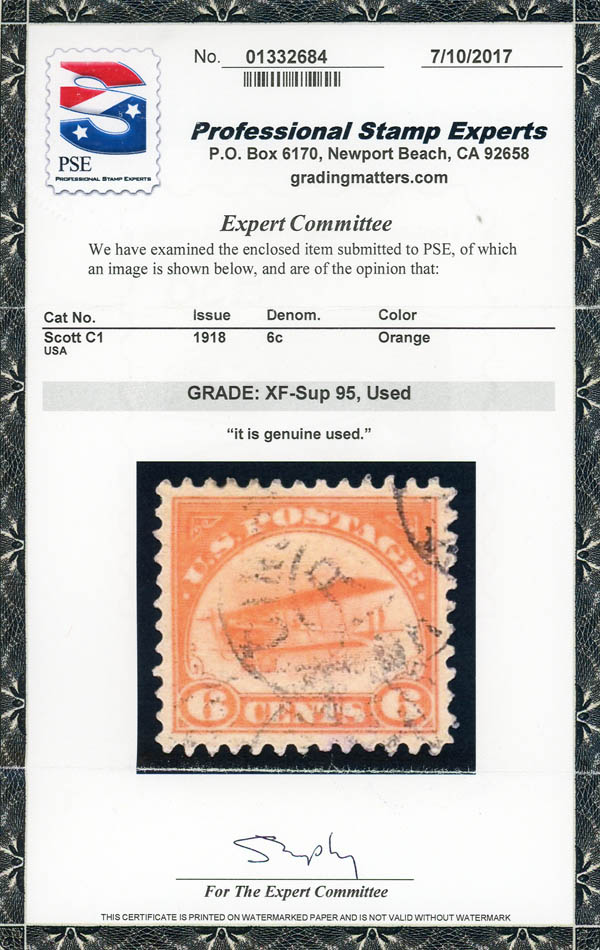 No. 01332684 7/10/2017
PSE
PROFESSIONAL STAMP EXPERTS
Professional Stamp Experts
P.O. Box 6170, Newport Beach, CA 92658
gradingmatters.com
Expert Committee
We have examined the enclosed item submitted to PSE, of which
an image is shown below, and are of the opinion that:
Cat No. Issue Denom. Color
Scott C1 1918 6c Orange
USA
GRADE: XF-Sup 95, Used
“it is genuine used.”
U.S POSTAGE
6 CENTS 6
For The Expert Committee
THIS CERTIFICATE IS PRINTED ON WATERMARKED PAPER AND IS NOT VALID WITHOUT WATERMARK